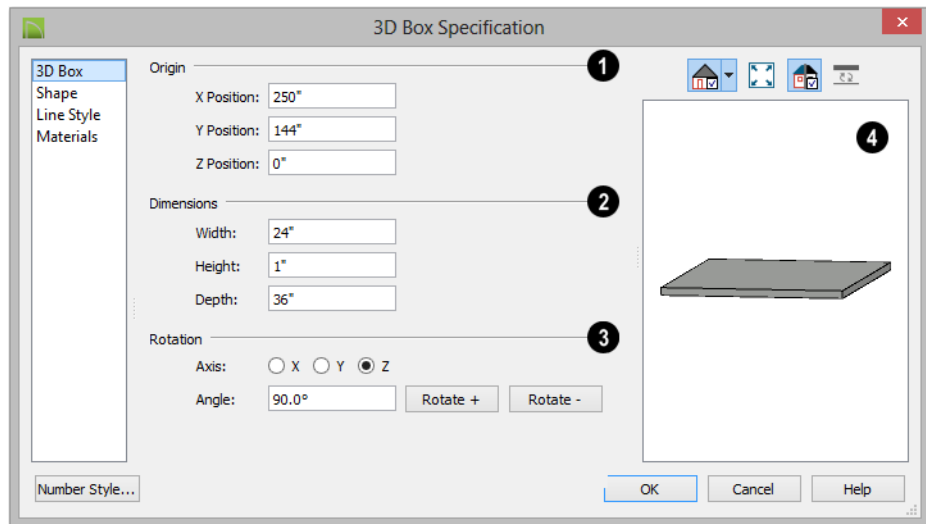 3D Box Specification
3D Box
Shape
Line Style
Materials
Origin 1
X Position: 250"
Y Position: 144"
Z Position: 0"
Dimensions 2
Width: 24"
Height: 1"
Depth: 36"
Rotation 3
Axis: X Y Z
Angle: 90.0° Rotate + Rotate -
4
Number Style... OK Cancel Help